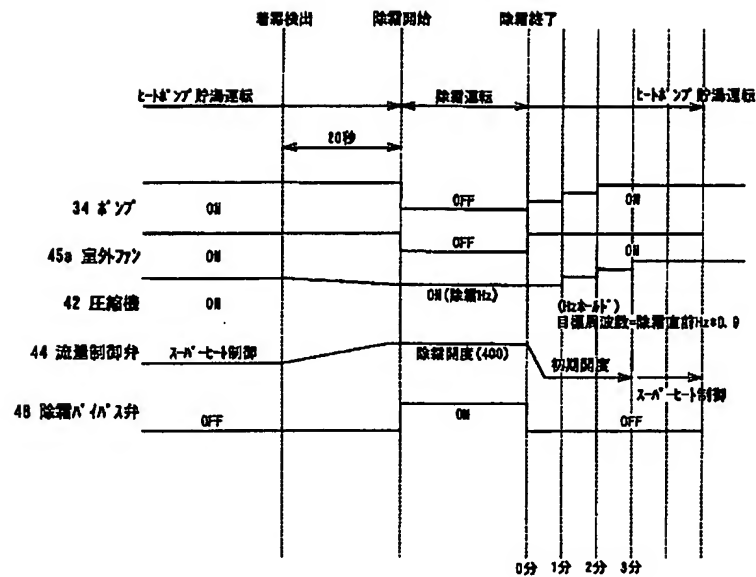 着霜検出 除霜開始 除霜終了
ヒートポンプ貯湯運転 除霜運転 ヒートポンプ貯湯運転
20秒
34 ポンプ ON OFF ON
45a 室外ファン ON OFF ON
42 圧縮機 ON ON(除霜Hz) (Hzホールド)
目標周波数=除霜直前Hz*0.9
44 流量制御弁 スーパーヒート制御 除霜開度(400) 初期開度 スーパーヒート制御
48 除霜バイパス弁 OFF ON OFF
0分 1分 2分 3分